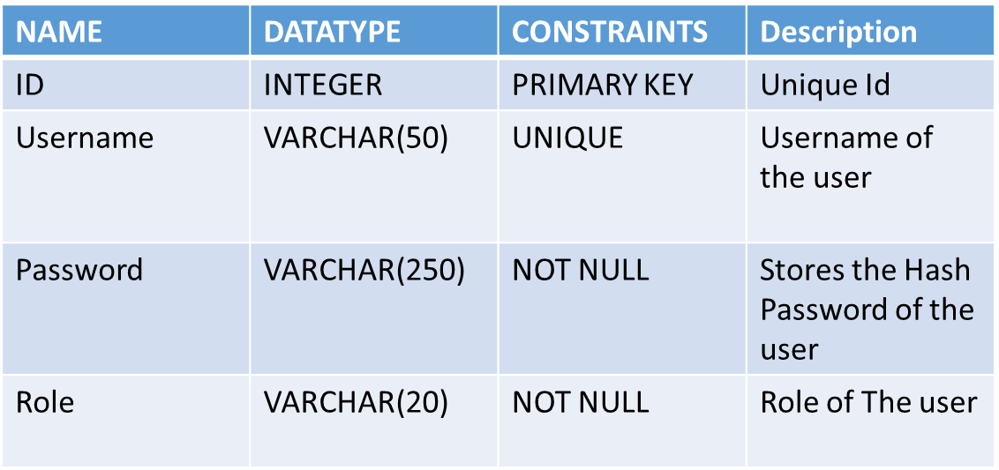 NAME DATATYPE CONSTRAINTS Description
ID INTEGER PRIMARY KEY Unique Id
Username VARCHAR(50) UNIQUE Username of
the user
Password VARCHAR(250) NOT NULL Stores the Hash
Password of the
user
Role VARCHAR(20) NOT NULL Role of The user